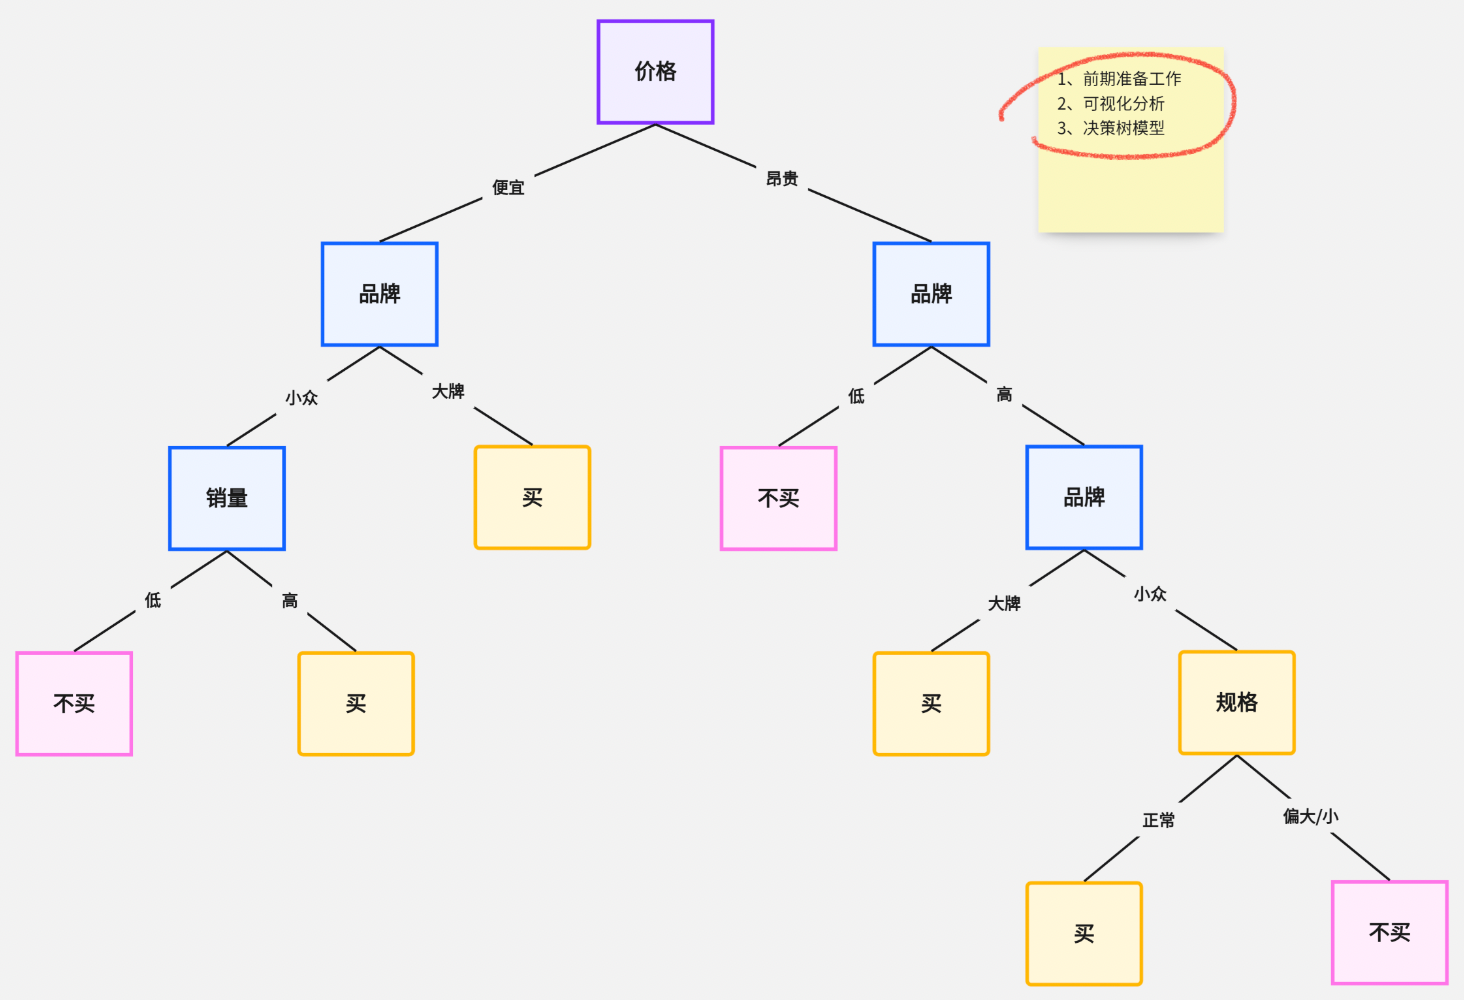 价格
1、前期准备工作
2、可视化分析
3、决策树模型
便宜
昂贵
品牌
品牌
小众
大牌
低
高
销量
买
不买
品牌
低
高
大牌
小众
不买
买
买
规格
正常
偏大/小
买
不买